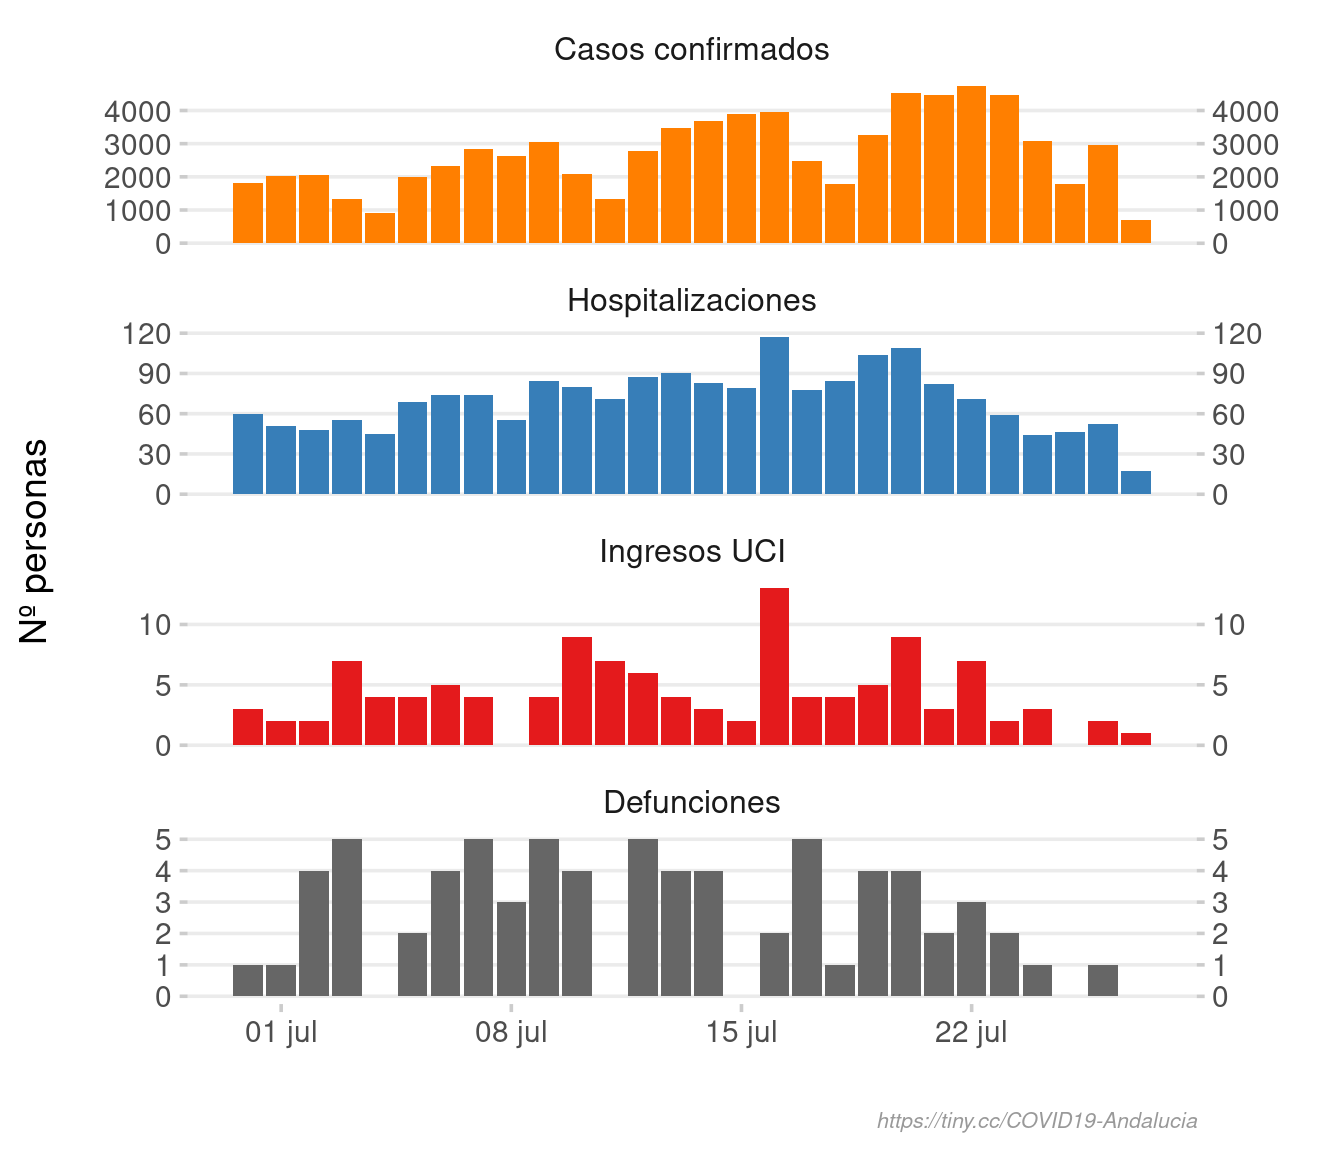 Casos confirmados
4000 4000
3000 3000
2000 2000
1000 1000
0 0
Hospitalizaciones
120 120
90 90
60 60
30 30
0 0
Nº personas
Ingresos UCI
10 10
5 5
0 0
Defunciones
5 5
4 4
3 3
2 2
1 1
0 0
01 jul 08 jul 15 jul 22 jul
https://tiny.cc/COVID19-Andalucia